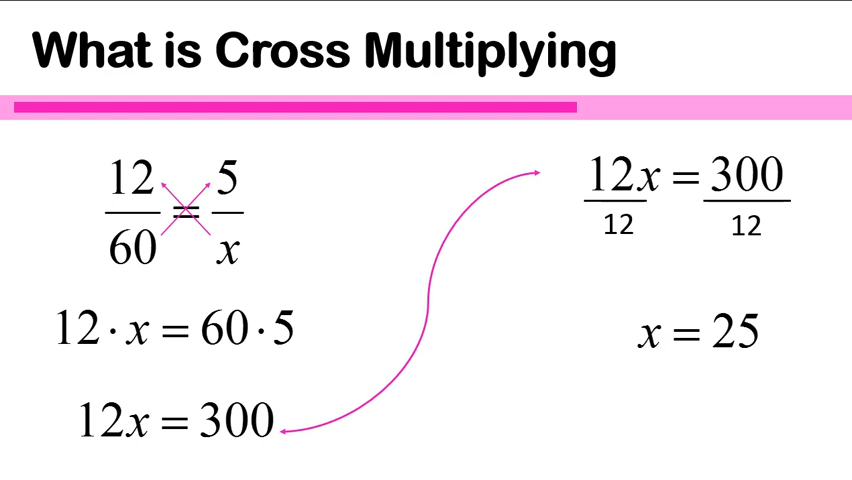 What is Cross Multiplying
12/60 = 5/x
12 · x = 60 · 5
12x = 300
12x = 300
12 12
x = 25